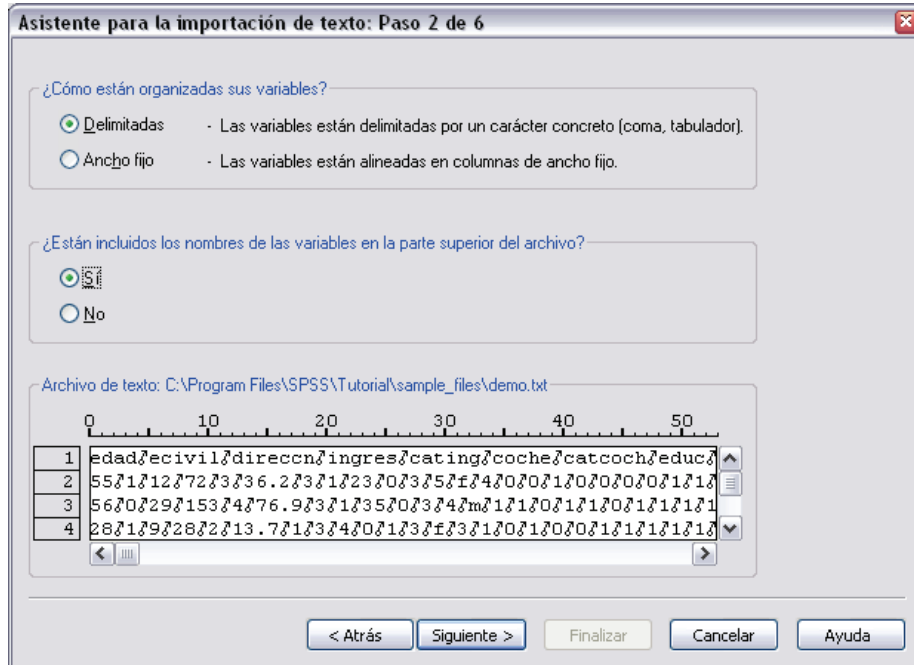 Asistente para la importación de texto: Paso 2 de 6
¿Cómo están organizadas sus variables?
Delimitadas - Las variables están delimitadas por un carácter concreto (coma, tabulador).
Ancho fijo - Las variables están alineadas en columnas de ancho fijo.
¿Están incluidos los nombres de las variables en la parte superior del archivo?
Sí
No
Archivo de texto: C:\Program Files\SPSS\Tutorial\sample_files\demo.txt
0 10 20 30 40 50
1 edad ecivil direccn ingres cating coche catcoch educ
2 55 1 12 72 3 36.2 3 1 23 0 3 5 f 4 0 0 1 0 0 0 0 1 1
3 56 0 29 153 4 76.9 3 1 35 0 3 4 m 1 1 0 1 1 0 1 1 1 1
4 28 1 9 28 2 13.7 1 3 4 0 1 3 f 3 1 0 1 0 0 1 1 1 1 1
< Atrás Siguiente > Finalizar Cancelar Ayuda